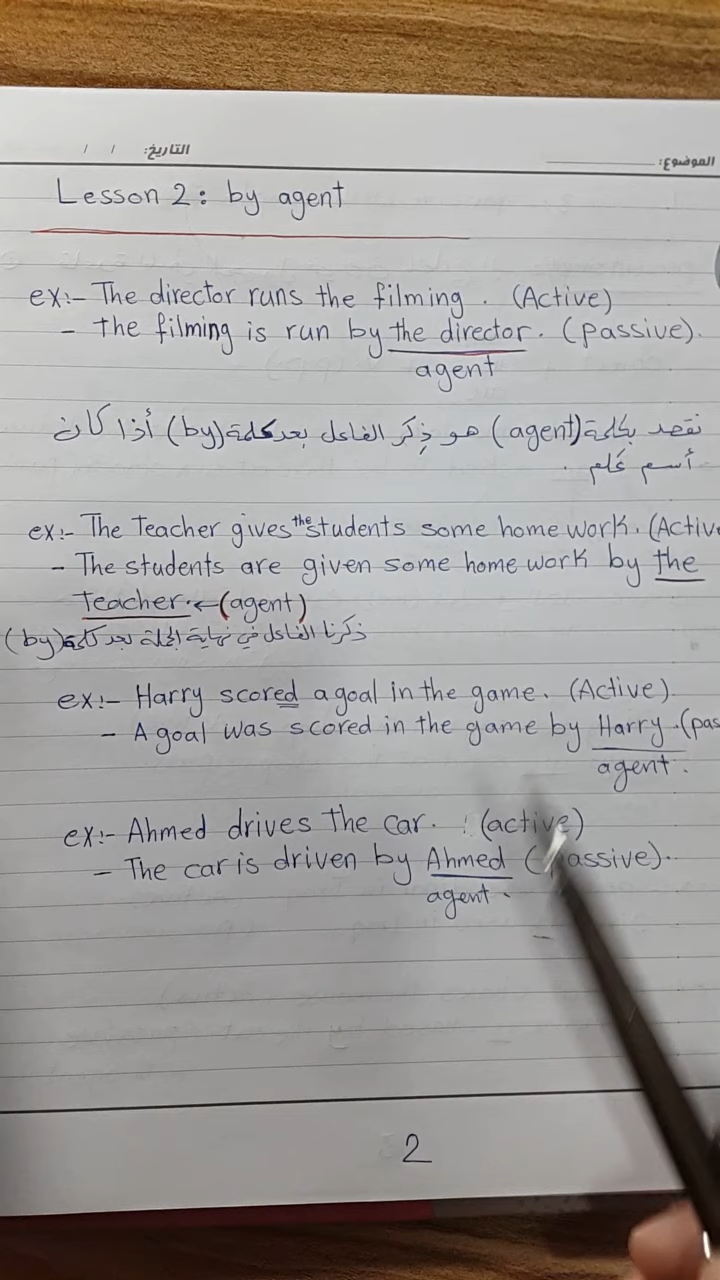 الموضوع: التاريخ: / /
Lesson 2: by agent
ex:- The director runs the filming. (Active)
- the filming is run by the director. (passive).
agent
نقصد بكلمة (agent) هو ذِكر الفاعل بعد كلمة (by) أذا كان
أسم عَلم .
ex:- The Teacher gives the students some home work. (Active
- The students are given some home work by the
Teacher. ← (agent)
ذكرنا الفاعل في نهاية الجملة بعد كلمة (by)
ex:- Harry scored a goal in the game. (Active).
- A goal was scored in the game by Harry. (pas
agent.
ex:- Ahmed drives the car. (active)
- The car is driven by Ahmed (passive).
agent.
2